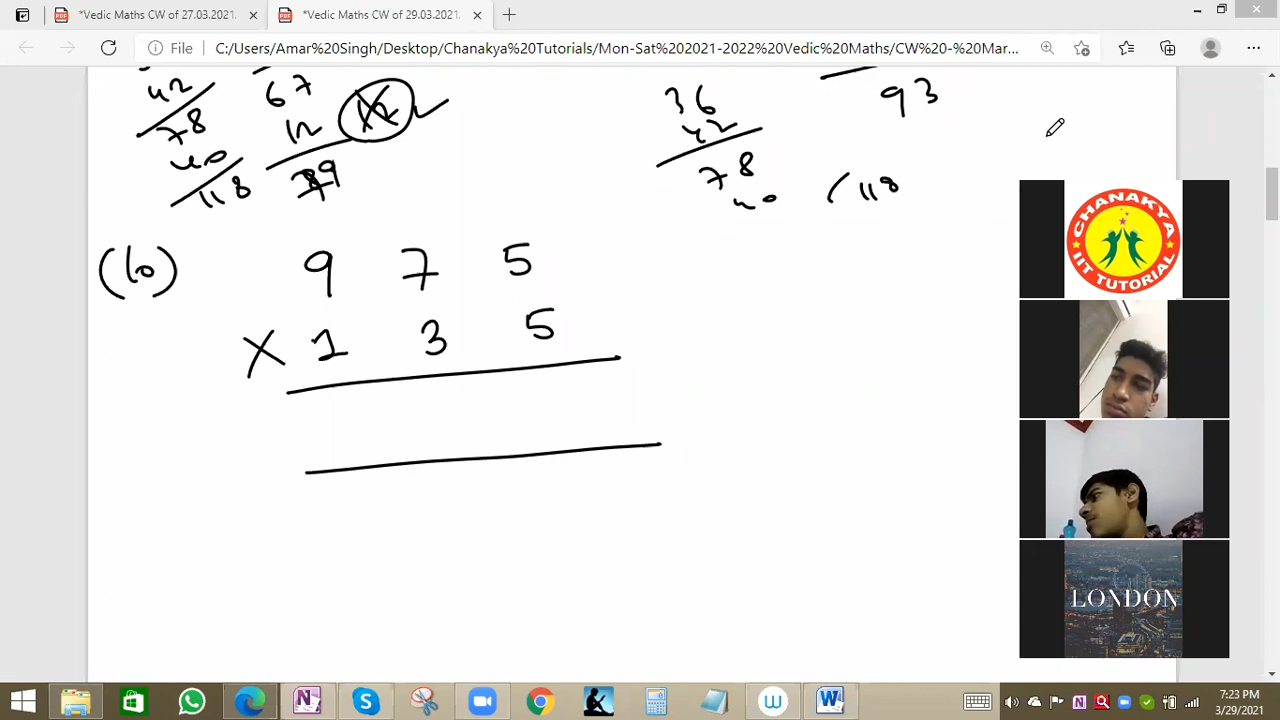 *Vedic Maths CW of 27.03.2021
*Vedic Maths CW of 29.03.2021.
File
C:/Users/Amar%20Singh/Desktop/Chanakya%20Tutorials/Mon-Sat%202021-2022%20Vedic%20Maths/CW%20-%20Mar...
42 67 36 93
78 12 12 42
40 78
118 40 (118
(10) 9 7 5
X 1 3 5
CHANAKYA
IIT TUTORIAL
LONDON
7:23 PM
3/29/2021